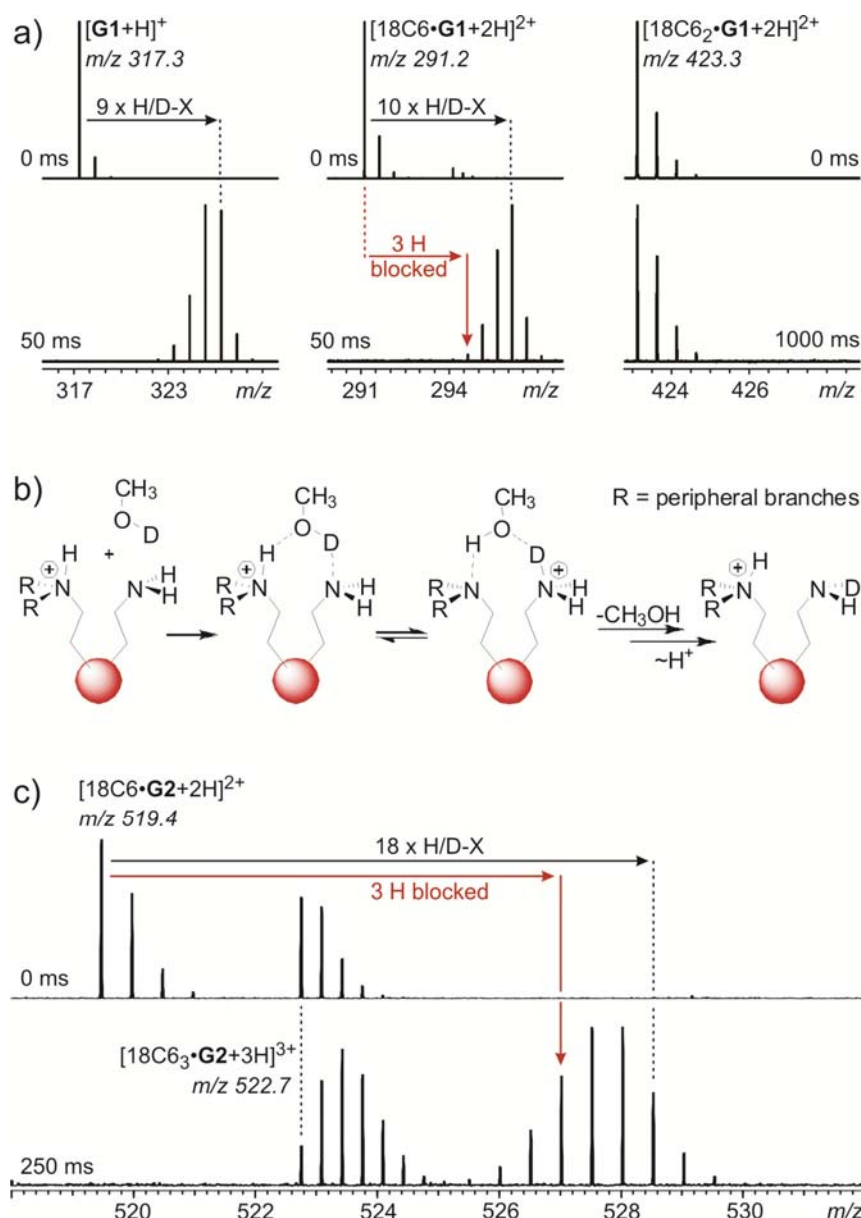 a)
[G1+H]⁺
m/z 317.3
9 x H/D-X
0 ms
50 ms
317 323 m/z
[18C6•G1+2H]²⁺
m/z 291.2
10 x H/D-X
0 ms
3 H
blocked
50 ms
291 294 m/z
[18C6₂•G1+2H]²⁺
m/z 423.3
0 ms
1000 ms
424 426 m/z
b)
R = peripheral branches
CH₃
O
D
H
+
+
R
R
N
N
H
H
CH₃
O
H
D
+
R
R
N
N
H
H
CH₃
O
H
D
+
R
R
N
N
H
H
-CH₃OH
~H⁺
H
+
R
R
N
N
D
H
c)
[18C6•G2+2H]²⁺
m/z 519.4
18 x H/D-X
3 H blocked
0 ms
[18C6₃•G2+3H]³⁺
m/z 522.7
250 ms
520 522 524 526 528 530 m/z